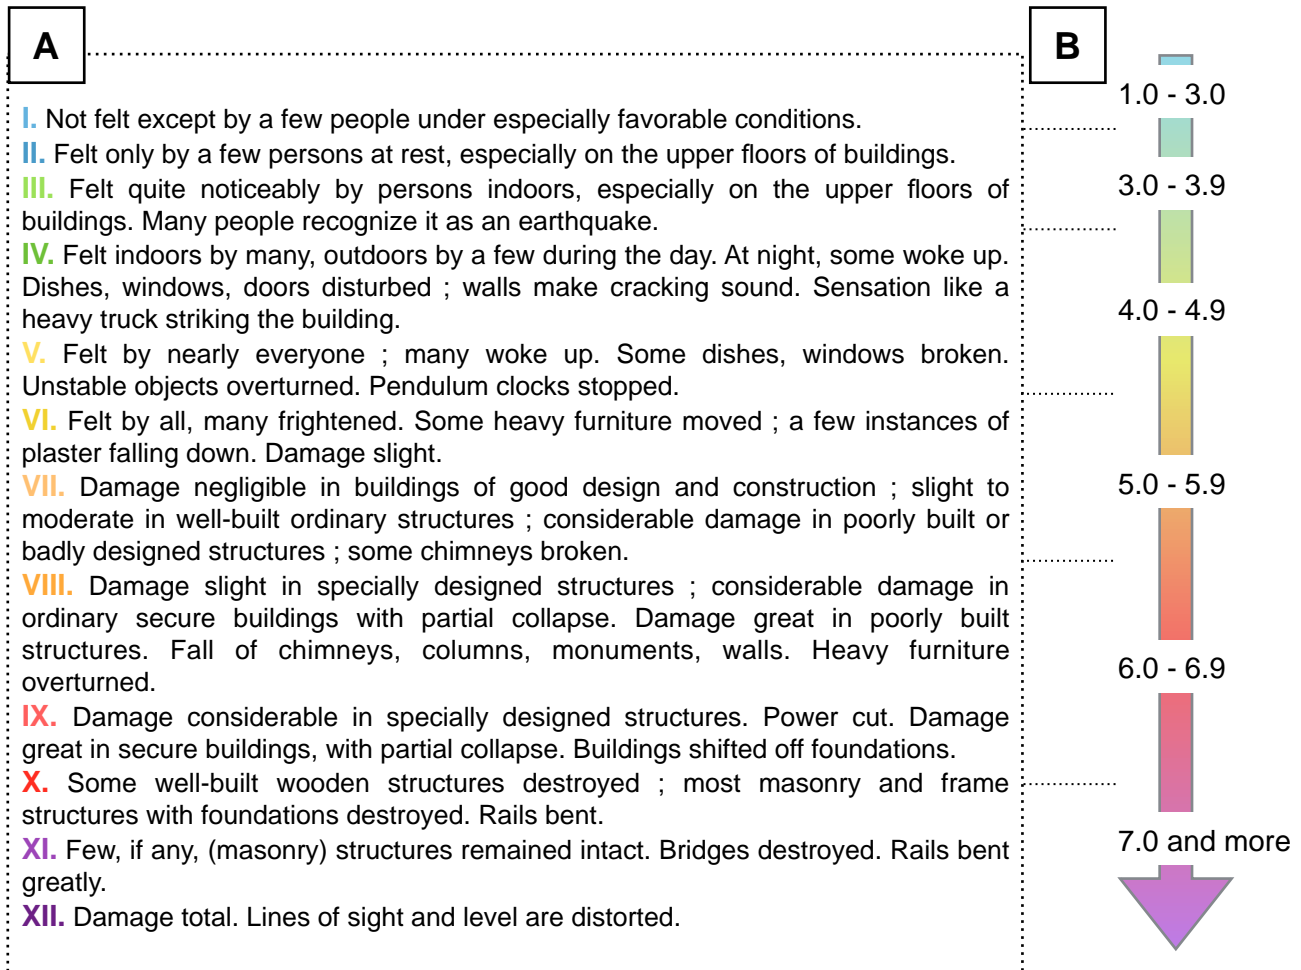 A
B
I. Not felt except by a few people under especially favorable conditions.
II. Felt only by a few persons at rest, especially on the upper floors of buildings.
III. Felt quite noticeably by persons indoors, especially on the upper floors of
buildings. Many people recognize it as an earthquake.
IV. Felt indoors by many, outdoors by a few during the day. At night, some woke up.
Dishes, windows, doors disturbed ; walls make cracking sound. Sensation like a
heavy truck striking the building.
V. Felt by nearly everyone ; many woke up. Some dishes, windows broken.
Unstable objects overturned. Pendulum clocks stopped.
VI. Felt by all, many frightened. Some heavy furniture moved ; a few instances of
plaster falling down. Damage slight.
VII. Damage negligible in buildings of good design and construction ; slight to
moderate in well-built ordinary structures ; considerable damage in poorly built or
badly designed structures ; some chimneys broken.
VIII. Damage slight in specially designed structures ; considerable damage in
ordinary secure buildings with partial collapse. Damage great in poorly built
structures. Fall of chimneys, columns, monuments, walls. Heavy furniture
overturned.
IX. Damage considerable in specially designed structures. Power cut. Damage
great in secure buildings, with partial collapse. Buildings shifted off foundations.
X. Some well-built wooden structures destroyed ; most masonry and frame
structures with foundations destroyed. Rails bent.
XI. Few, if any, (masonry) structures remained intact. Bridges destroyed. Rails bent
greatly.
XII. Damage total. Lines of sight and level are distorted.
1.0 - 3.0
3.0 - 3.9
4.0 - 4.9
5.0 - 5.9
6.0 - 6.9
7.0 and more